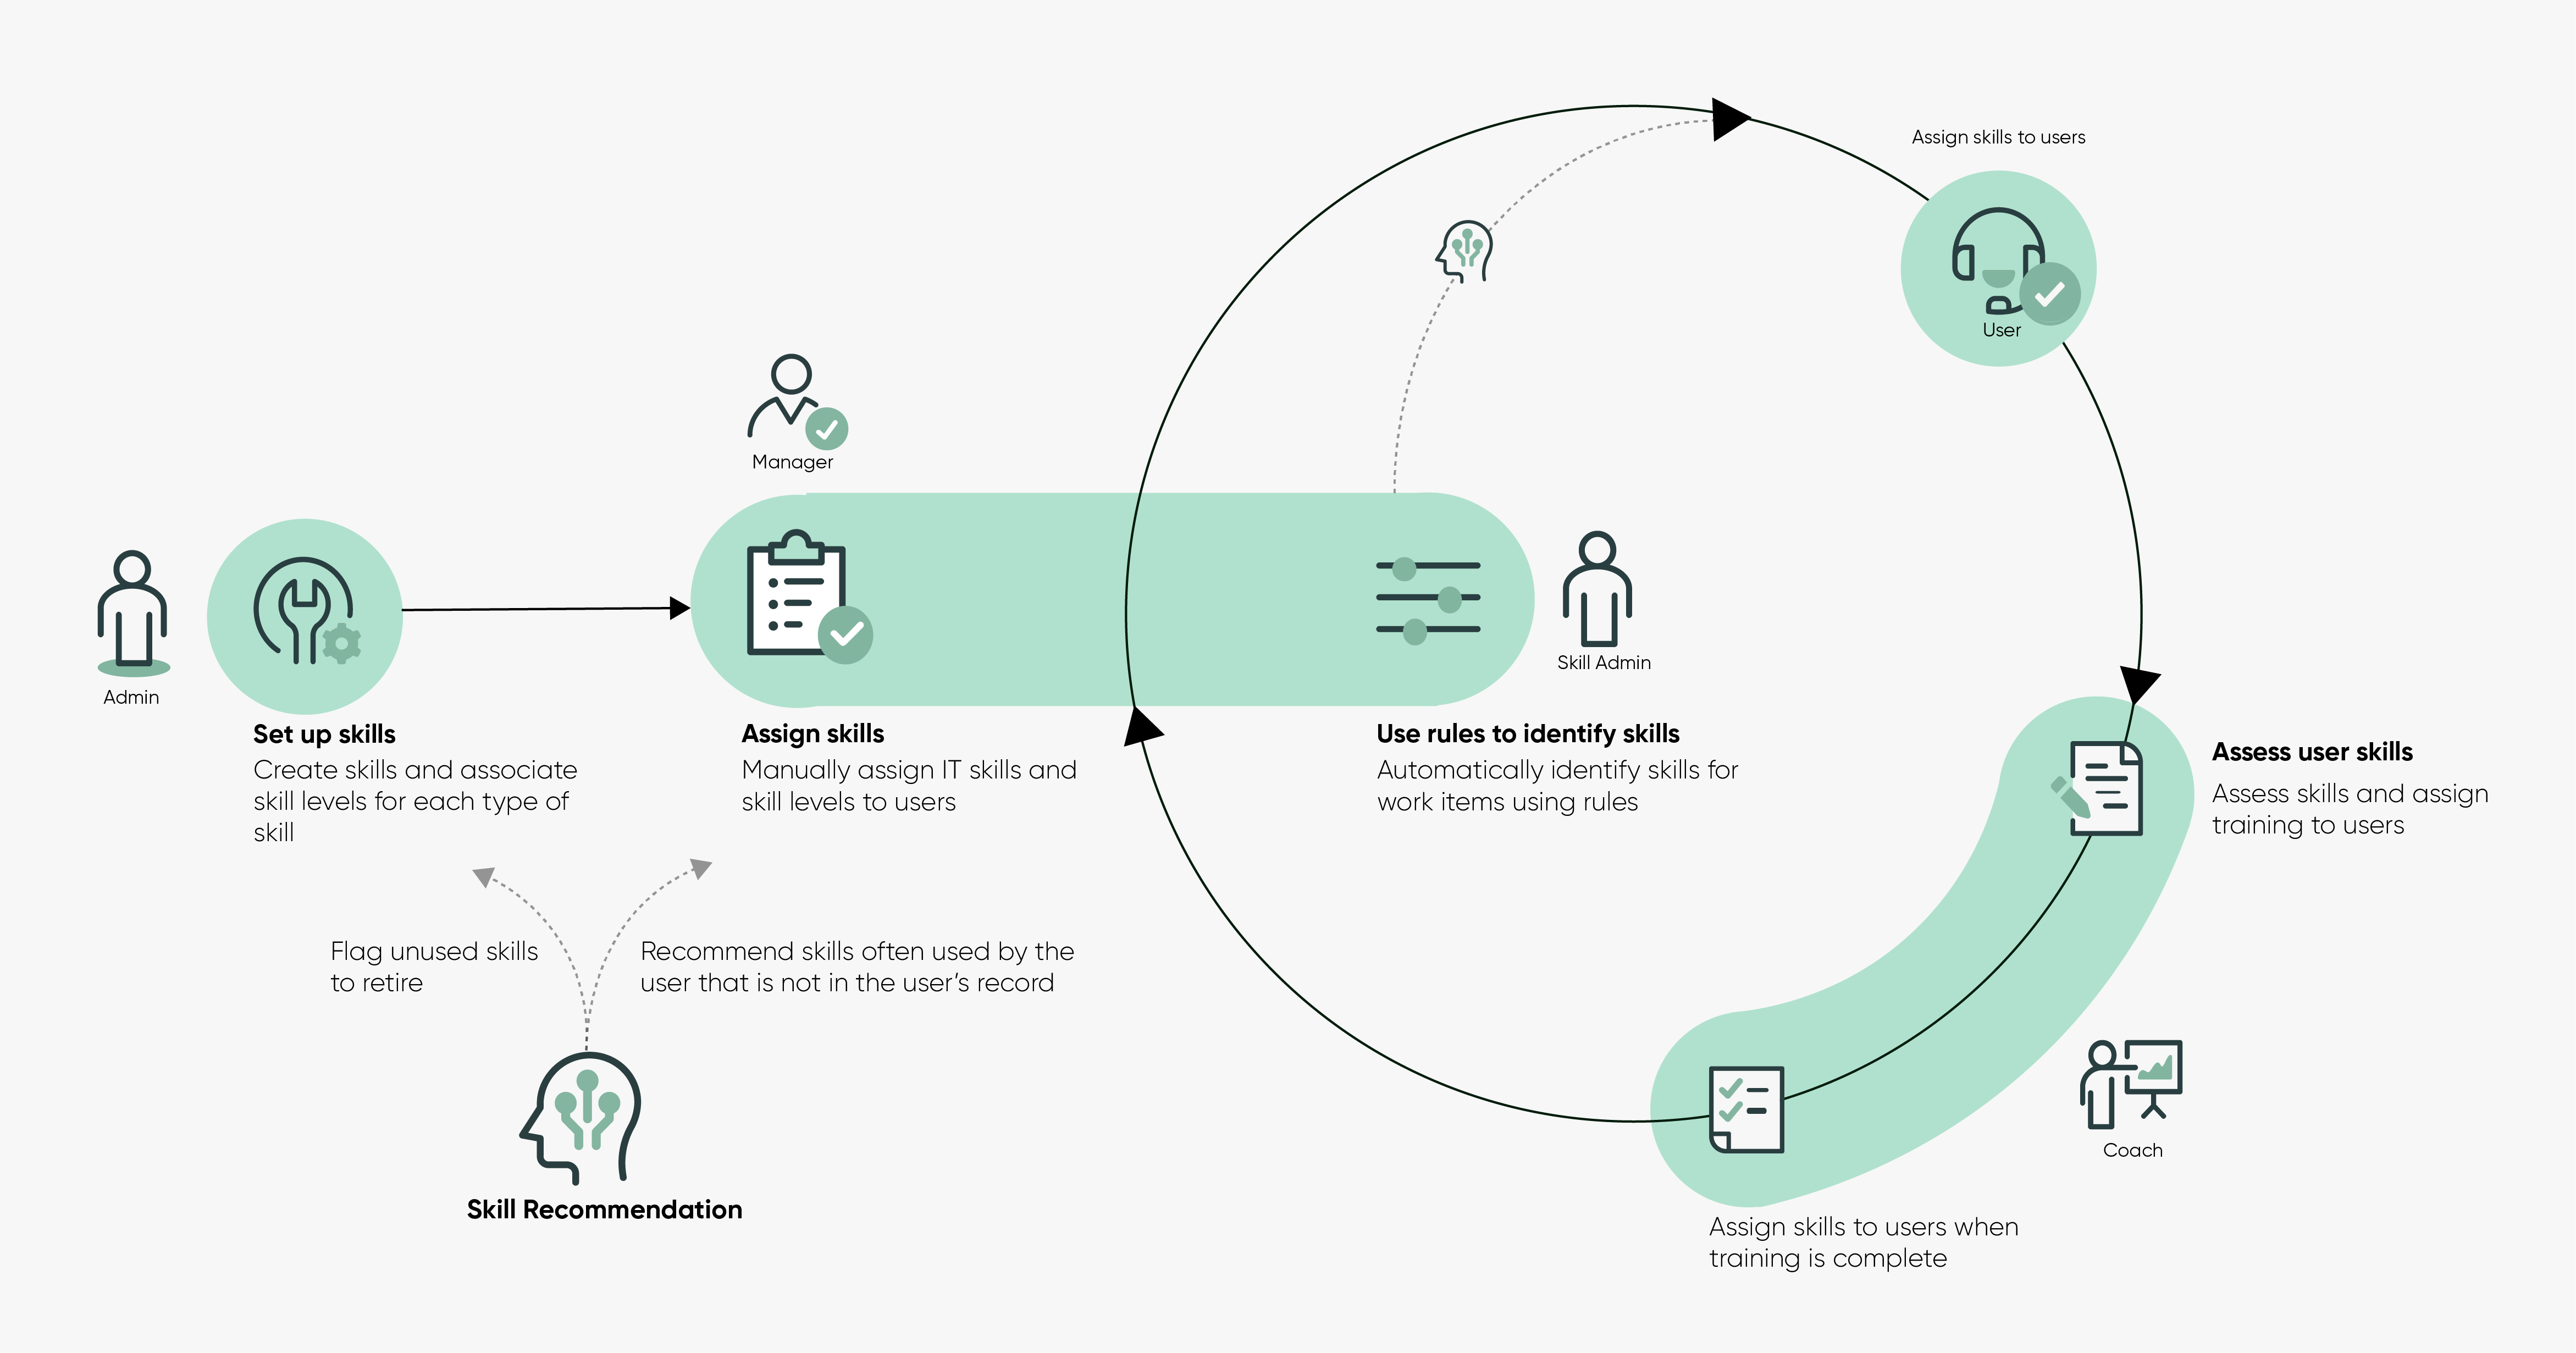 Assign skills to users
User
Manager
Admin
Skill Admin
Set up skills
Create skills and associate
skill levels for each type of
skill
Assign skills
Manually assign IT skills and
skill levels to users
Use rules to identify skills
Automatically identify skills for
work items using rules
Assess user skills
Assess skills and assign
training to users
Flag unused skills
to retire
Recommend skills often used by the
user that is not in the user’s record
Skill Recommendation
Coach
Assign skills to users when
training is complete